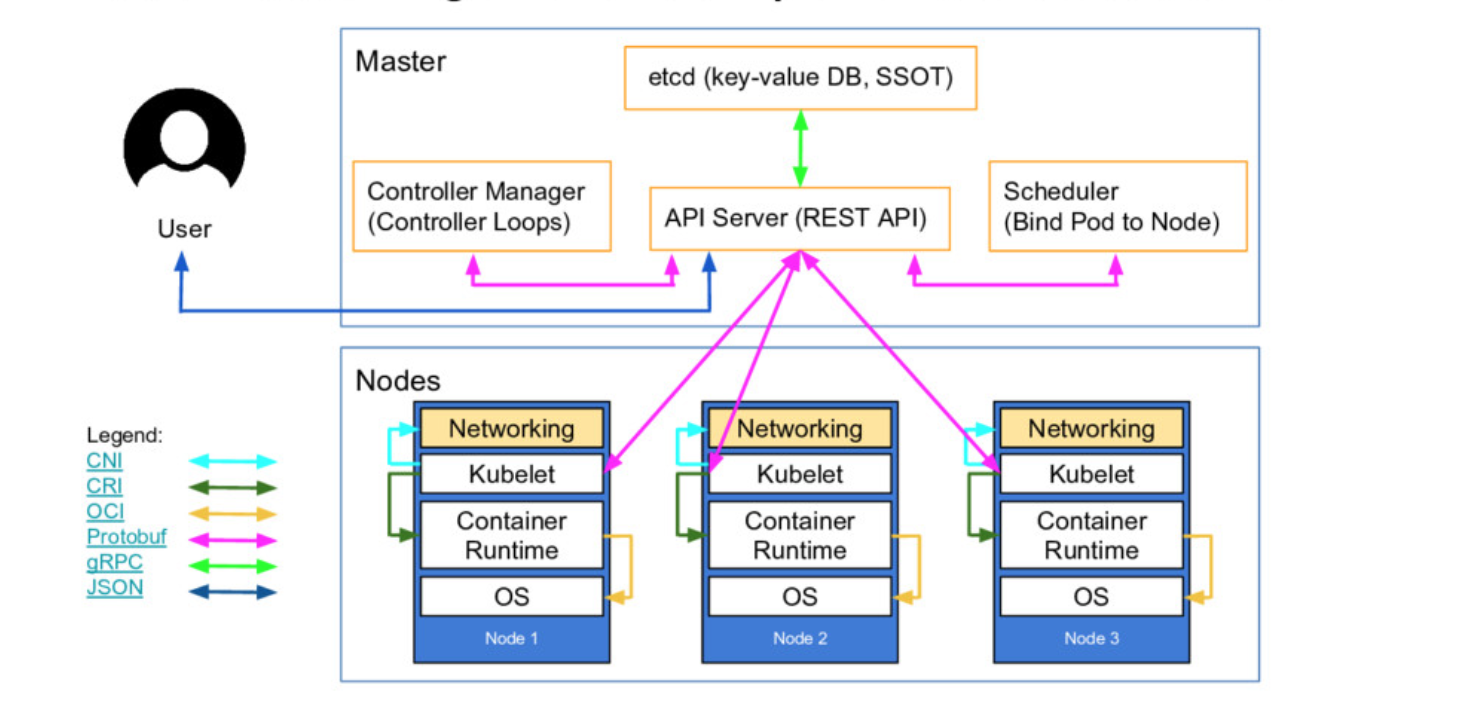 Master
etcd (key-value DB, SSOT)
Controller Manager
(Controller Loops)
API Server (REST API)
Scheduler
(Bind Pod to Node)
User
Nodes
Networking
Kubelet
Container
Runtime
OS
Node 1
Networking
Kubelet
Container
Runtime
OS
Node 2
Networking
Kubelet
Container
Runtime
OS
Node 3
Legend:
CNI
CRI
OCI
Protobuf
gRPC
JSON